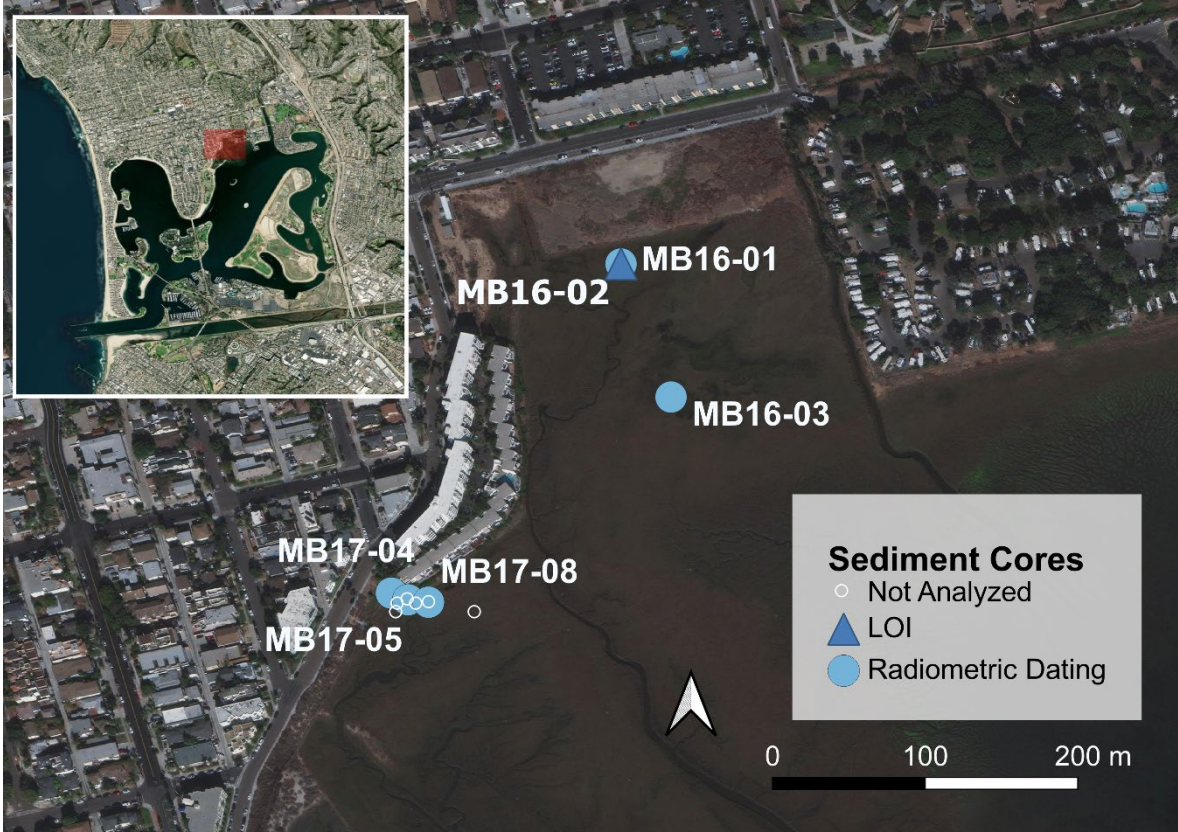 MB16-01
MB16-02
MB16-03
MB17-04
MB17-08
MB17-05
Sediment Cores
Not Analyzed
LOI
Radiometric Dating
0 100 200 m